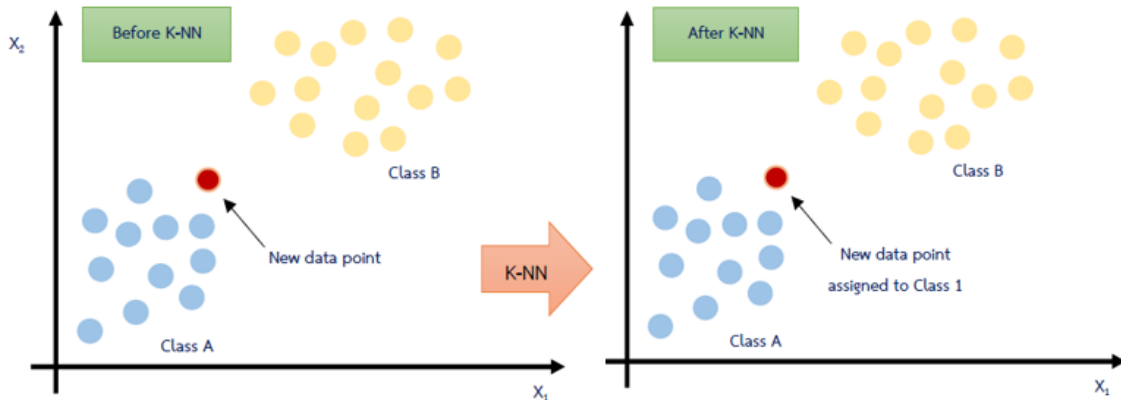 Before K-NN
X2
Class B
New data point
Class A
X1
K-NN
After K-NN
Class B
New data point
assigned to Class 1
Class A
X1